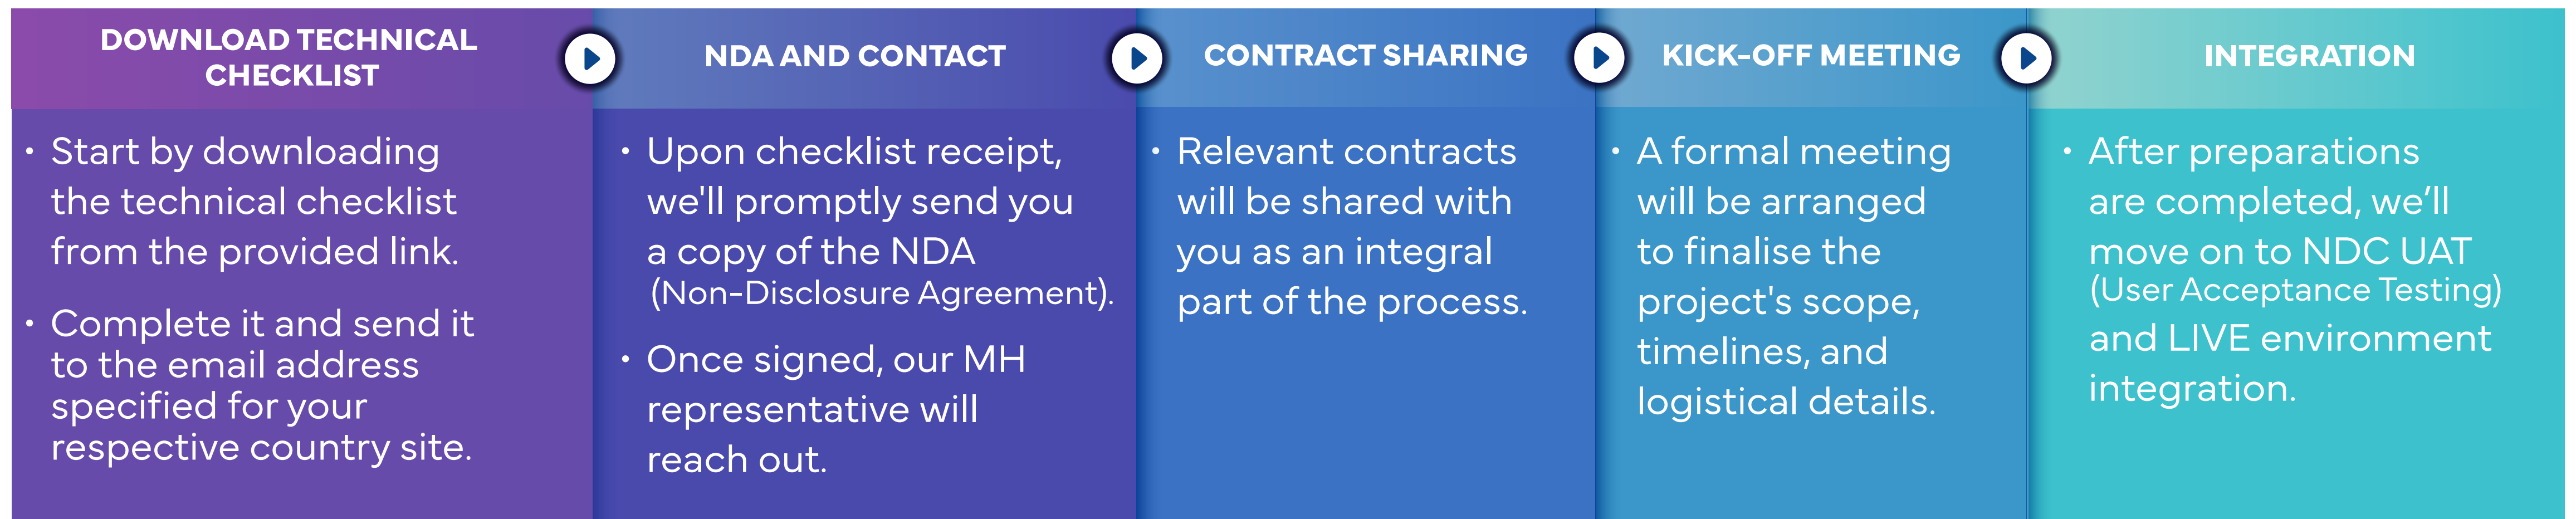 DOWNLOAD TECHNICAL
CHECKLIST
• Start by downloading
the technical checklist
from the provided link.
• Complete it and send it
to the email address
specified for your
respective country site.
NDA AND CONTACT
• Upon checklist receipt,
we'll promptly send you
a copy of the NDA
(Non-Disclosure Agreement).
• Once signed, our MH
representative will
reach out.
CONTRACT SHARING
• Relevant contracts
will be shared with
you as an integral
part of the process.
KICK-OFF MEETING
• A formal meeting
will be arranged
to finalise the
project's scope,
timelines, and
logistical details.
INTEGRATION
• After preparations
are completed, we’ll
move on to NDC UAT
(User Acceptance Testing)
and LIVE environment
integration.